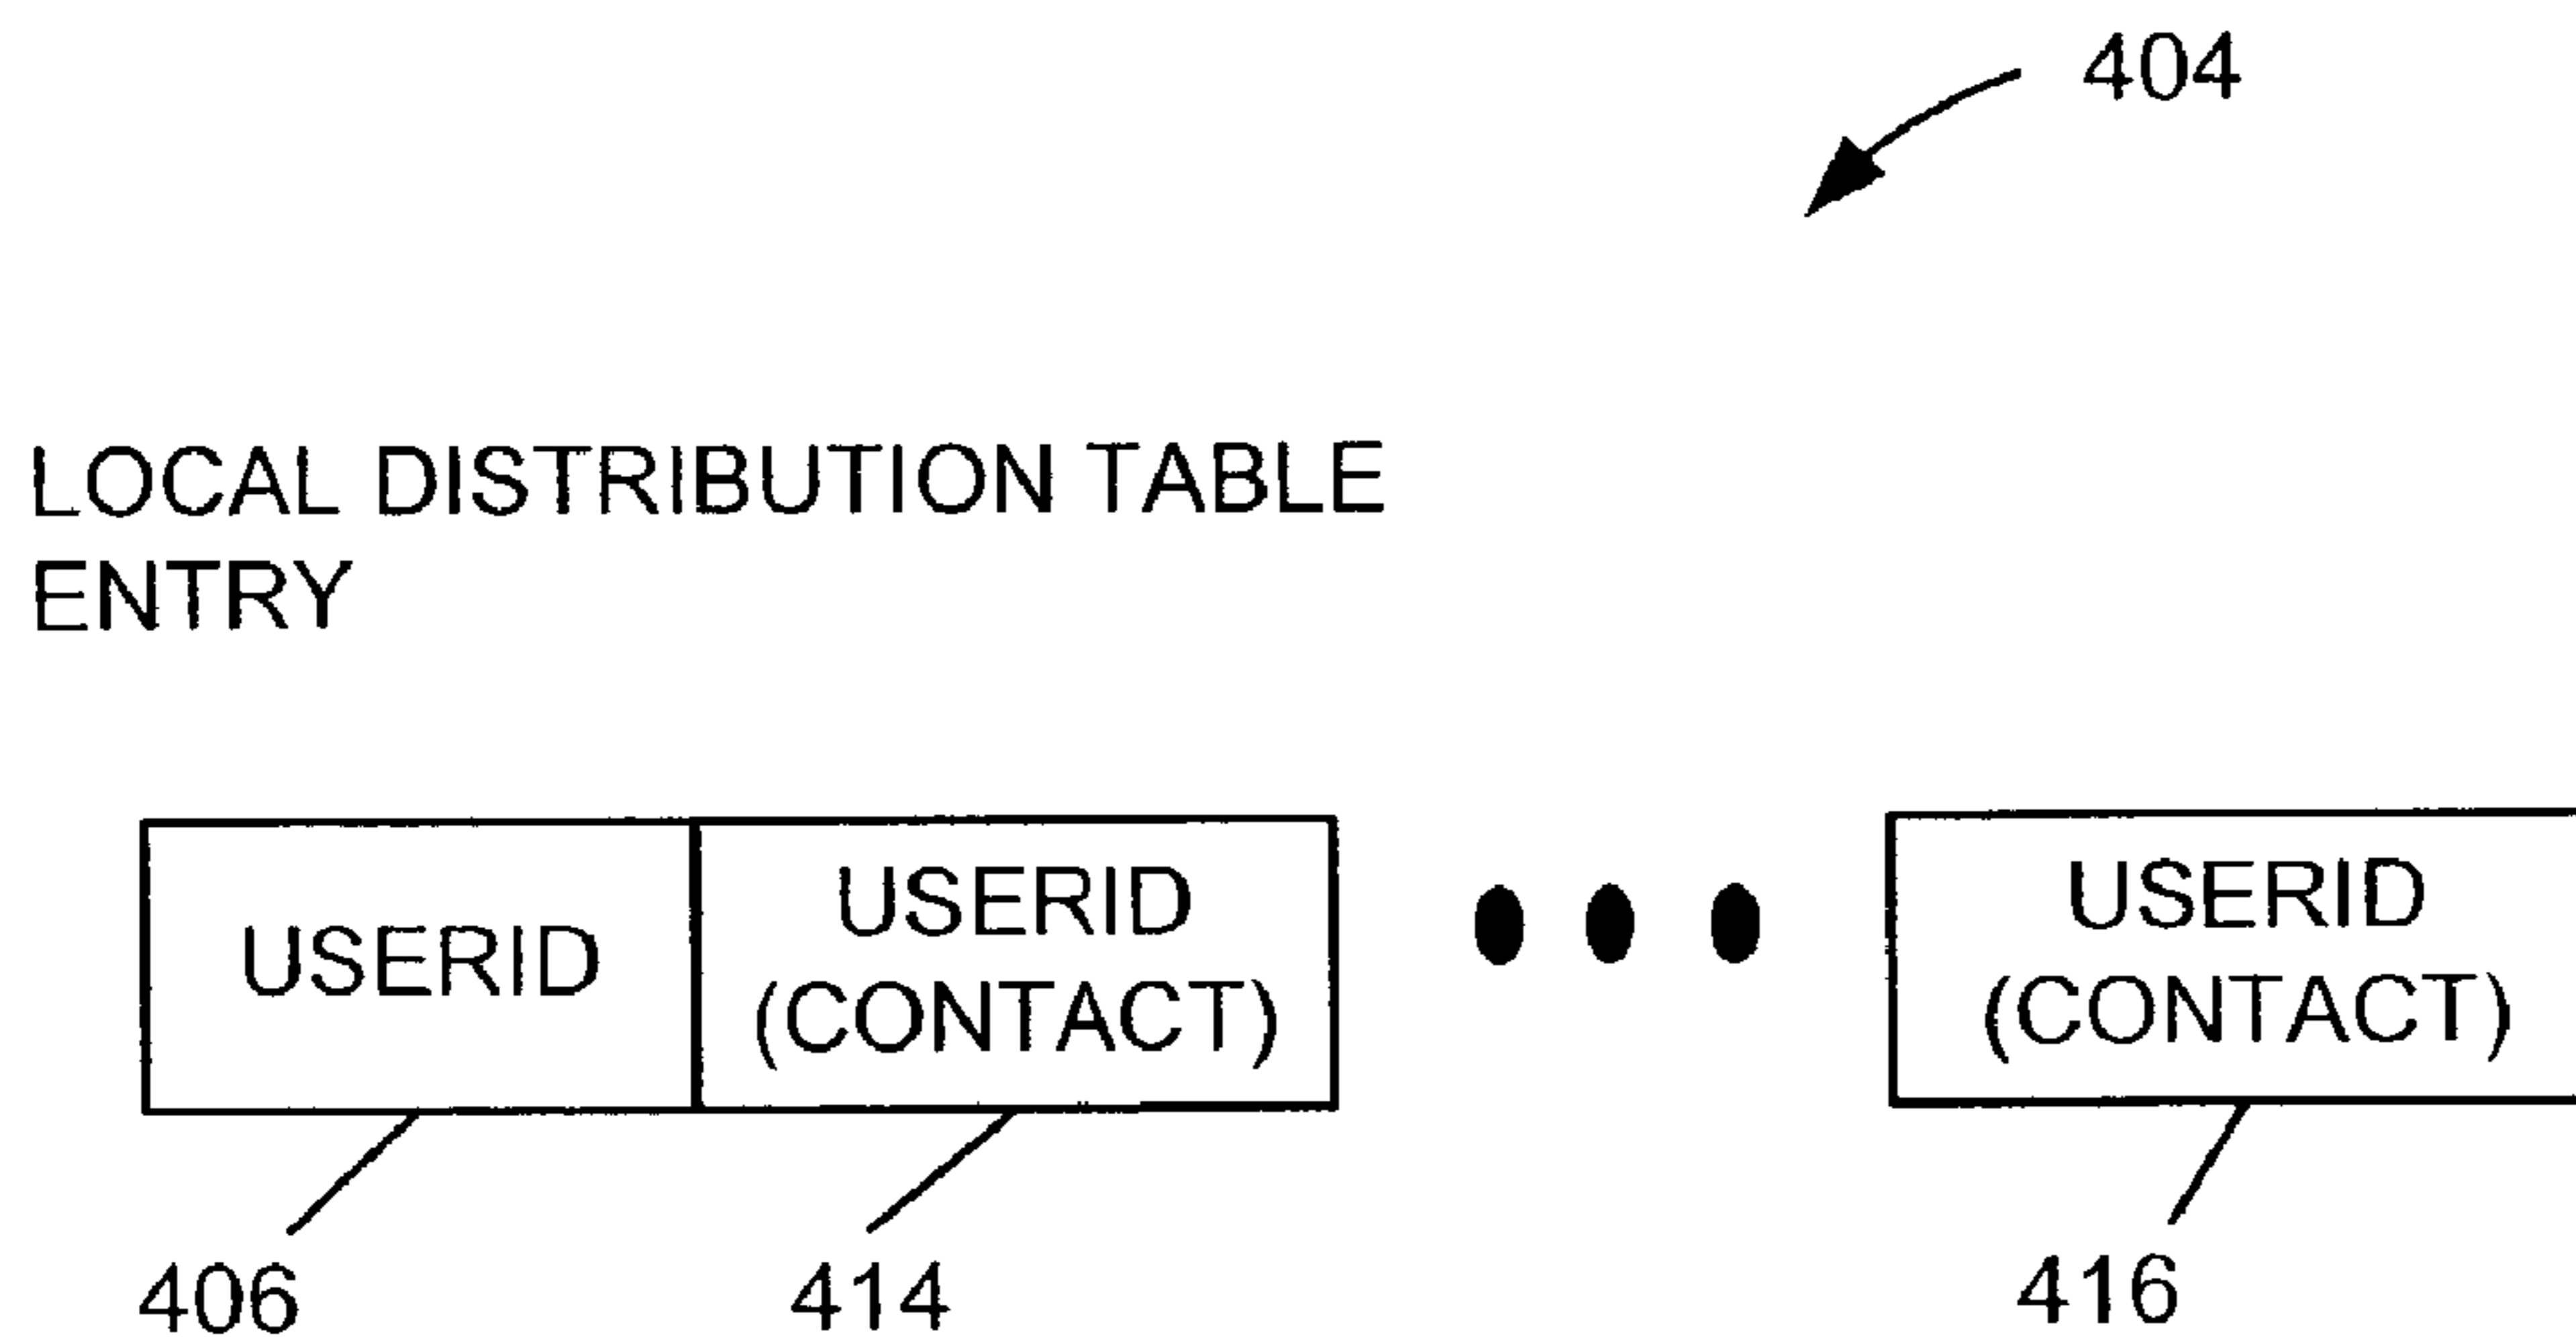 404
LOCAL DISTRIBUTION TABLE
ENTRY
USERID
USERID
(CONTACT)
USERID
(CONTACT)
406
414
416